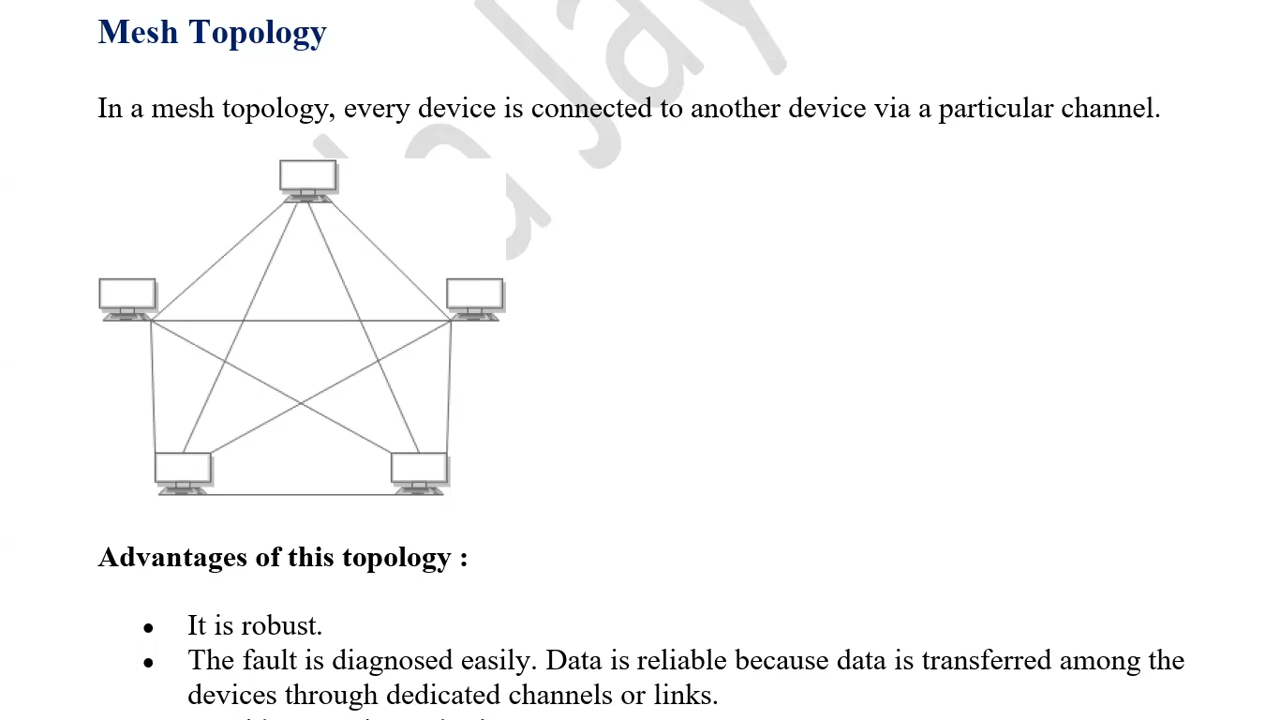 Mesh Topology
In a mesh topology, every device is connected to another device via a particular channel.
Advantages of this topology :
• It is robust.
• The fault is diagnosed easily. Data is reliable because data is transferred among the
devices through dedicated channels or links.